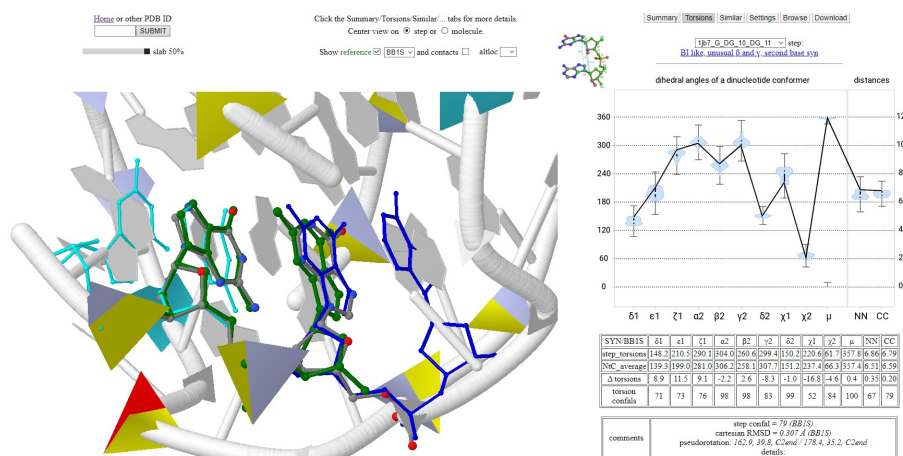 Home or other PDB ID
SUBMIT
slab 50%
Click the Summary/Torsions/Similar/... tabs for more details.
Center view on step or molecule.
Show reference BB1S and contacts altloc
Summary Torsions Similar Settings Browse Download
1jb7_G_DG_10_DG_11 step:
BI like, unusual β and γ, second base syn
dihedral angles of a dinucleotide conformer distances
360 12
300 10
240 8
180 6
120 4
60 2
0 0
δ1 ε1 ζ1 α2 β2 γ2 δ2 χ1 χ2 μ NN CC
SYN/BB1S δ1 ε1 ζ1 α2 β2 γ2 δ2 χ1 χ2 μ NN CC
step_torsions 148.2 210.5 290.1 304.0 260.6 299.4 150.2 220.6 61.7 357.8 6.86 6.79
NtC_average 139.3 199.0 281.0 306.2 258.1 307.7 151.2 237.4 66.3 357.4 6.51 6.59
Δ torsions 8.9 11.5 9.1 -2.2 2.6 -8.3 -1.0 -16.8 -4.6 0.4 0.35 0.20
torsion confals 71 73 76 98 98 83 99 52 84 100 67 79
comments
step confal = 79 (BB1S)
cartesian RMSD = 0.307 Å (BB1S)
pseudorotation: 162.9, 39.8, C2end / 178.4, 35.2, C2end
details: